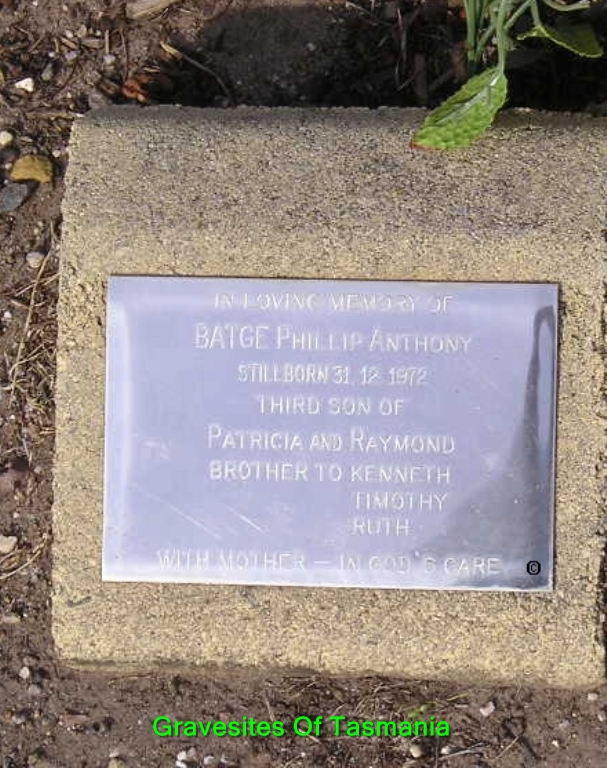 IN LOVING MEMORY OF
BATGE PHILLIP ANTHONY
STILLBORN 31. 12. 1972
THIRD SON OF
PATRICIA AND RAYMOND
BROTHER TO KENNETH
TIMOTHY
RUTH
WITH MOTHER — IN GOD'S CARE ©
Gravesites Of Tasmania